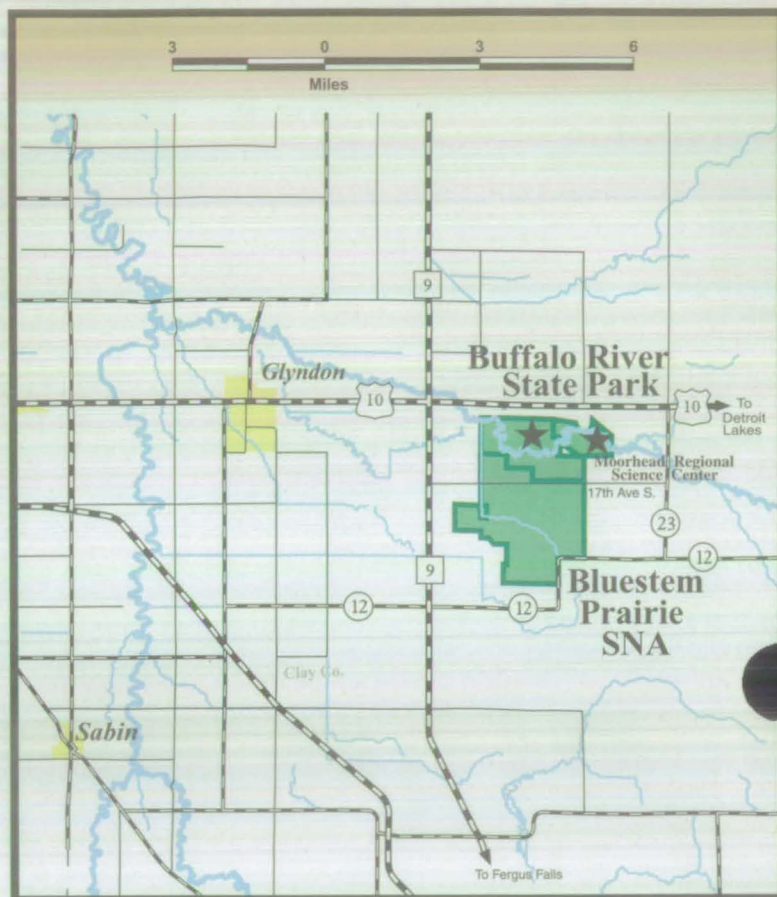 3 0 3 6
Miles
9
Buffalo River
State Park
Glyndon
10
10
To
Detroit
Lakes
Moorhead Regional
Science Center
17th Ave S.
23
12
9
12
12
Bluestem
Prairie
SNA
Clay Co.
Sabin
To Fergus Falls